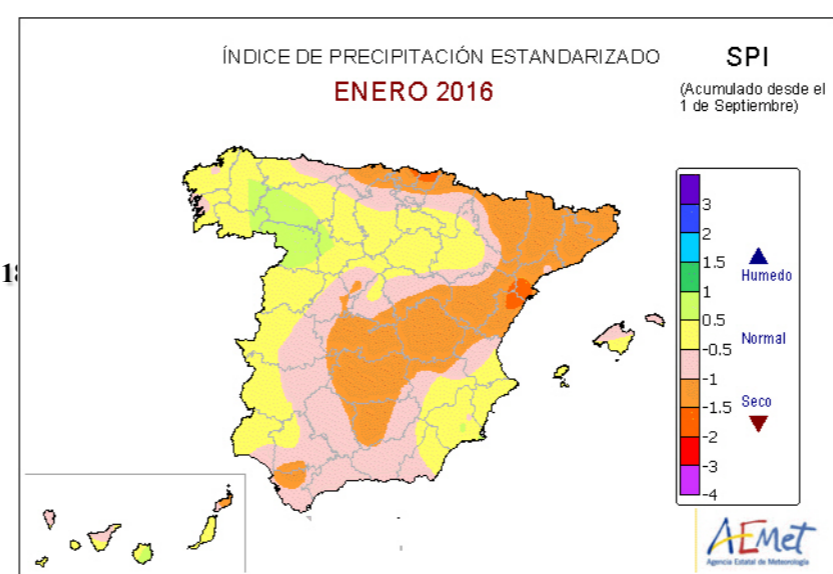 ÍNDICE DE PRECIPITACIÓN ESTANDARIZADO
ENERO 2016
SPI
(Acumulado desde el
1 de Septiembre)
3
2
1.5
1
0.5
-0.5
-1
-1.5
-2
-3
-4
Humedo
Normal
Seco
AEMet
Agencia Estatal de Meteorología